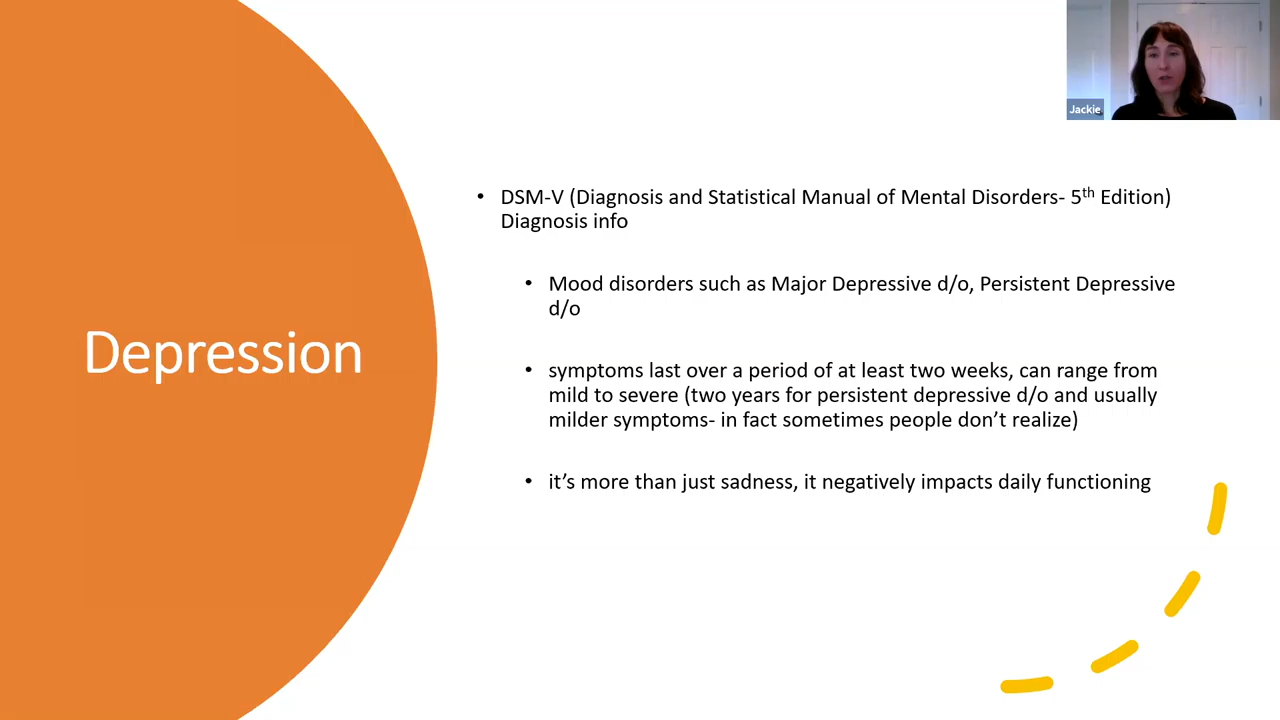 Jackie
Depression
• DSM-V (Diagnosis and Statistical Manual of Mental Disorders- 5th Edition)
Diagnosis info
• Mood disorders such as Major Depressive d/o, Persistent Depressive
d/o
• symptoms last over a period of at least two weeks, can range from
mild to severe (two years for persistent depressive d/o and usually
milder symptoms- in fact sometimes people don’t realize)
• it’s more than just sadness, it negatively impacts daily functioning